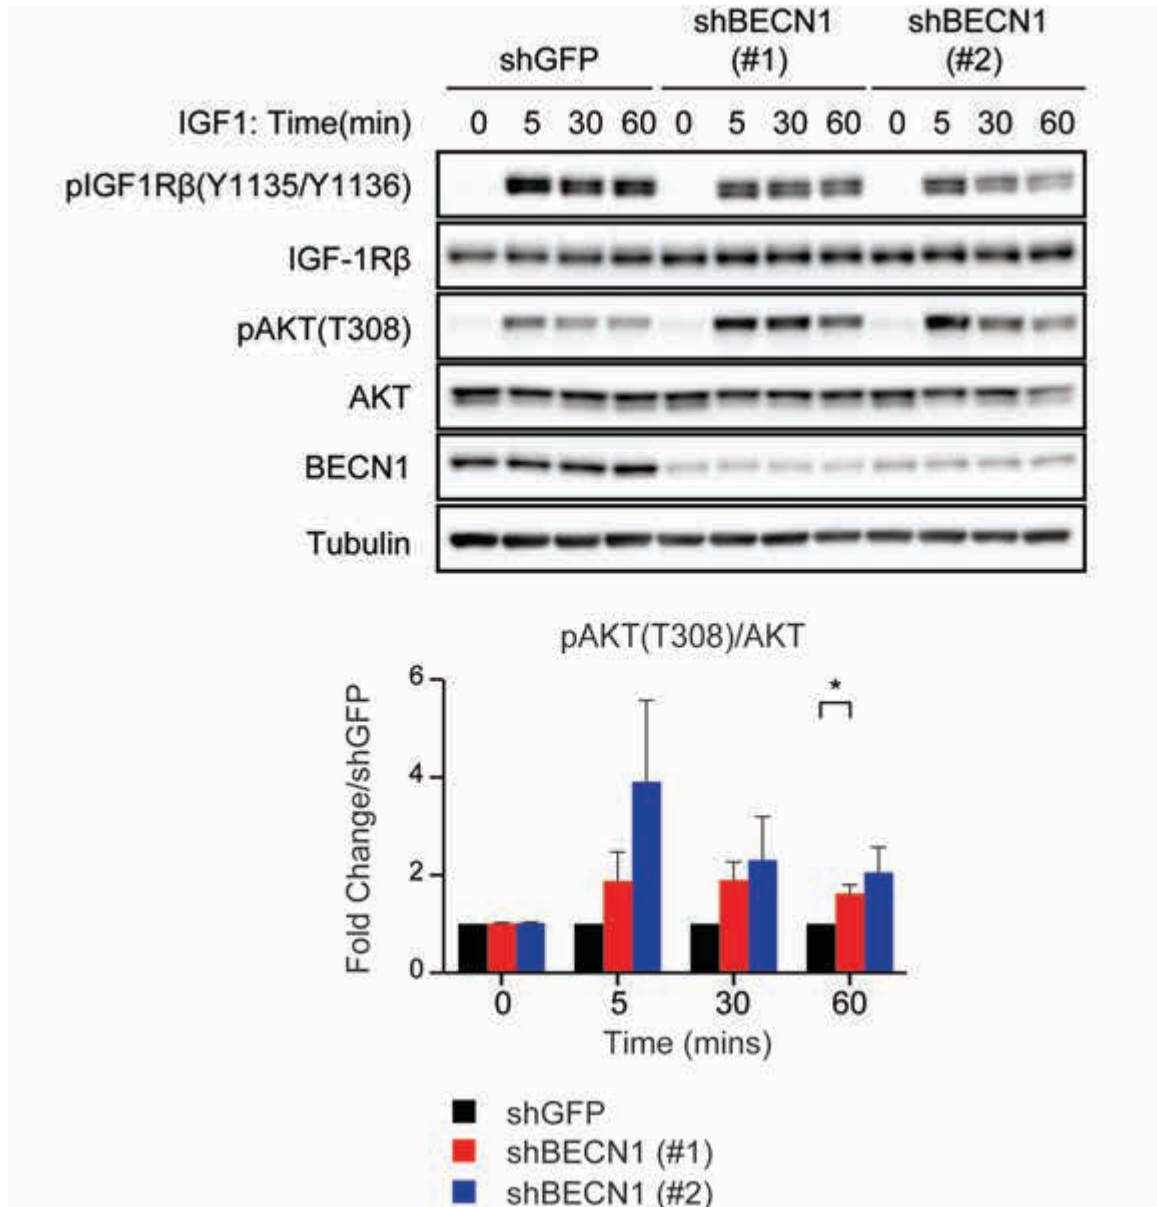 shGFP shBECN1 (#1) shBECN1 (#2)
IGF1: Time(min) 0 5 30 60 0 5 30 60 0 5 30 60
pIGF1Rβ(Y1135/Y1136)
IGF-1Rβ
pAKT(T308)
AKT
BECN1
Tubulin
pAKT(T308)/AKT
Fold Change/shGFP
6
4
2
0
*
0 5 30 60
Time (mins)
shGFP
shBECN1 (#1)
shBECN1 (#2)